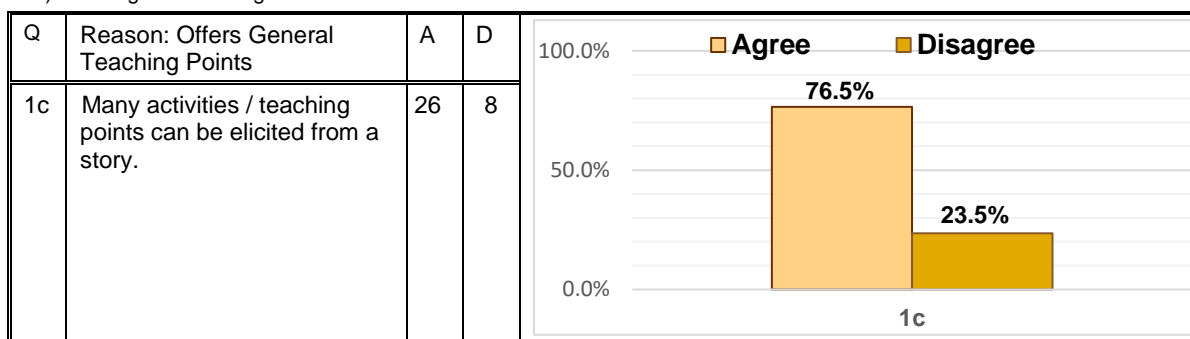 Q Reason: Offers General A D
Teaching Points
1c Many activities / teaching 26 8
points can be elicited from a
story.
Agree Disagree
100.0%
76.5%
50.0%
23.5%
0.0%
1c